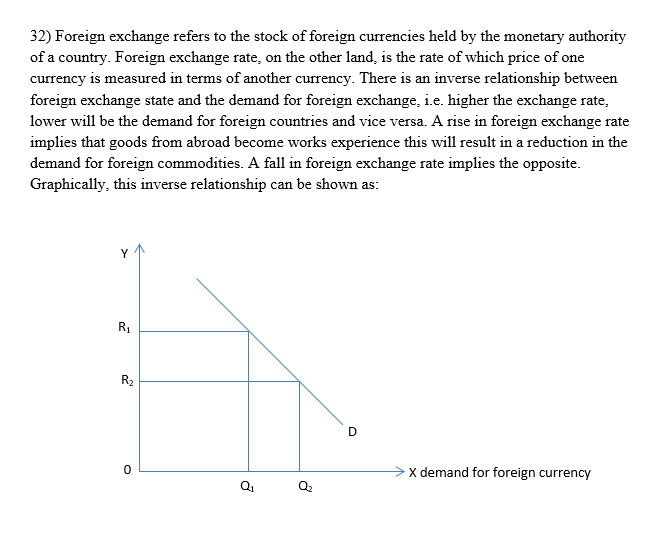 32) Foreign exchange refers to the stock of foreign currencies held by the monetary authority
of a country. Foreign exchange rate, on the other land, is the rate of which price of one
currency is measured in terms of another currency. There is an inverse relationship between
foreign exchange state and the demand for foreign exchange, i.e. higher the exchange rate,
lower will be the demand for foreign countries and vice versa. A rise in foreign exchange rate
implies that goods from abroad become works experience this will result in a reduction in the
demand for foreign commodities. A fall in foreign exchange rate implies the opposite.
Graphically, this inverse relationship can be shown as:
Y
R₁
R₂
D
0
X demand for foreign currency
Q₁ Q₂